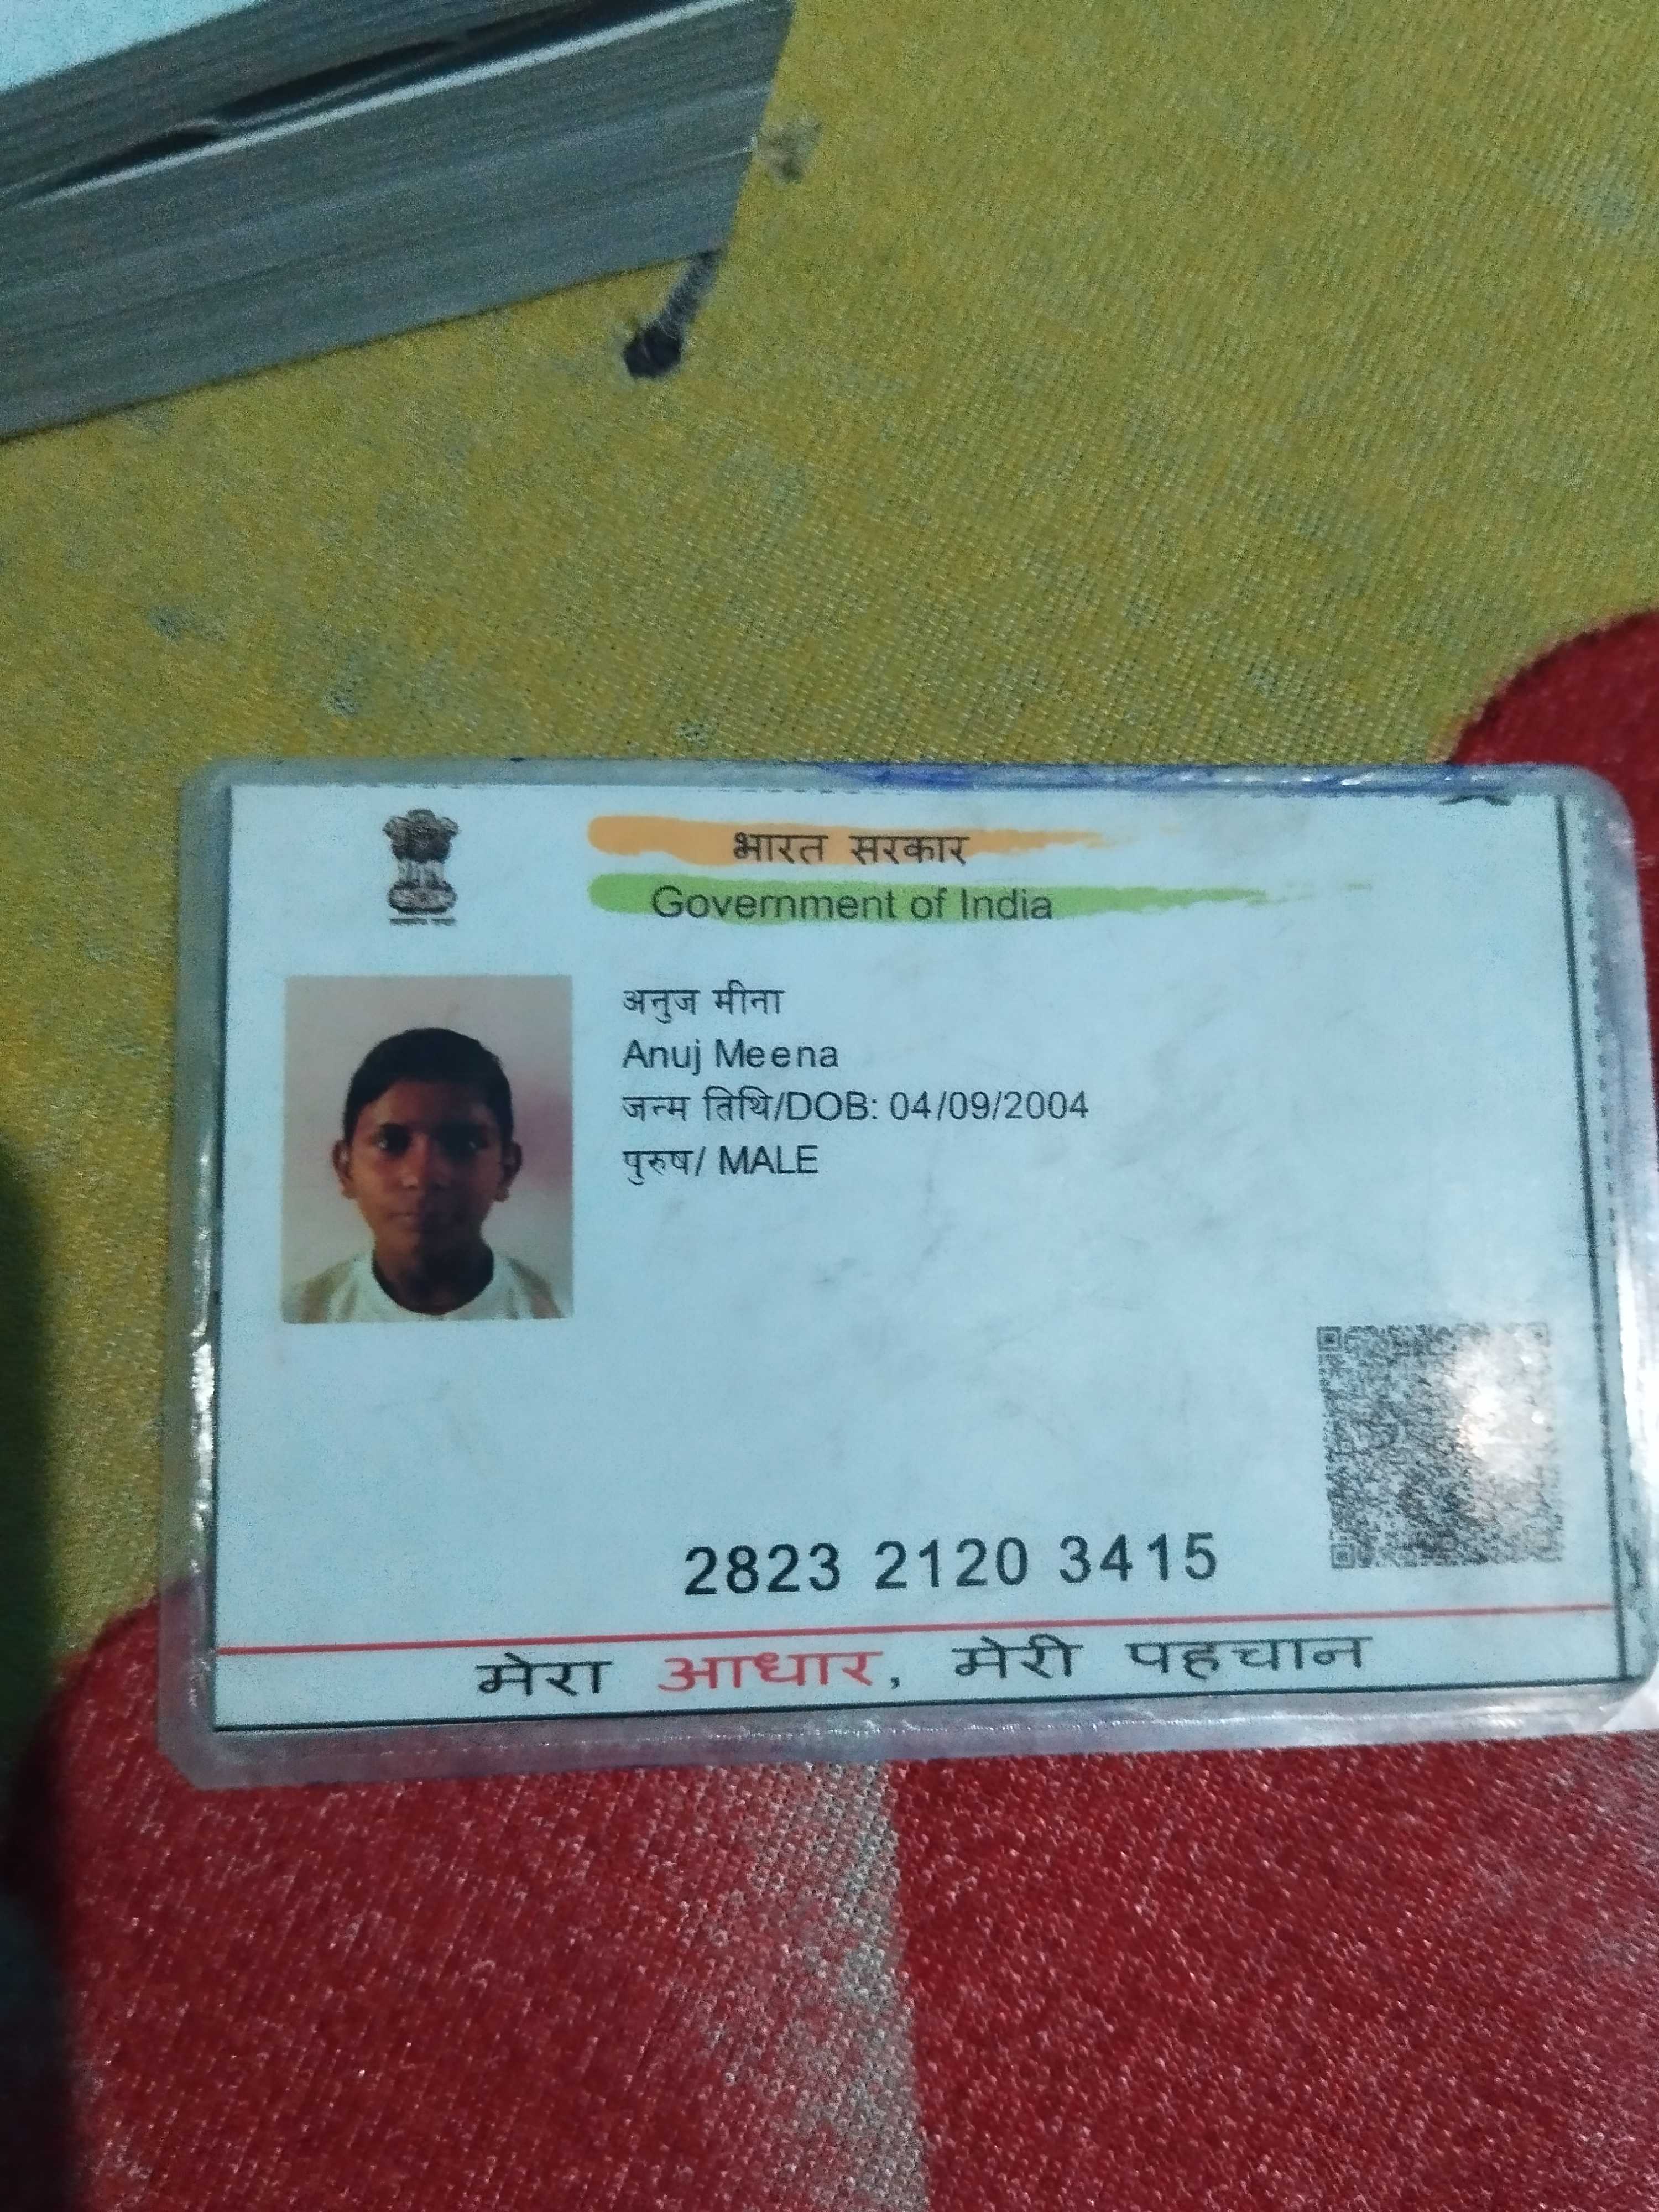 भारत सरकार
Government of India
अनुज मीना
Anuj Meena
जन्म तिथि/DOB: 04/09/2004
पुरुष/ MALE
2823 2120 3415
मेरा आधार, मेरी पहचान